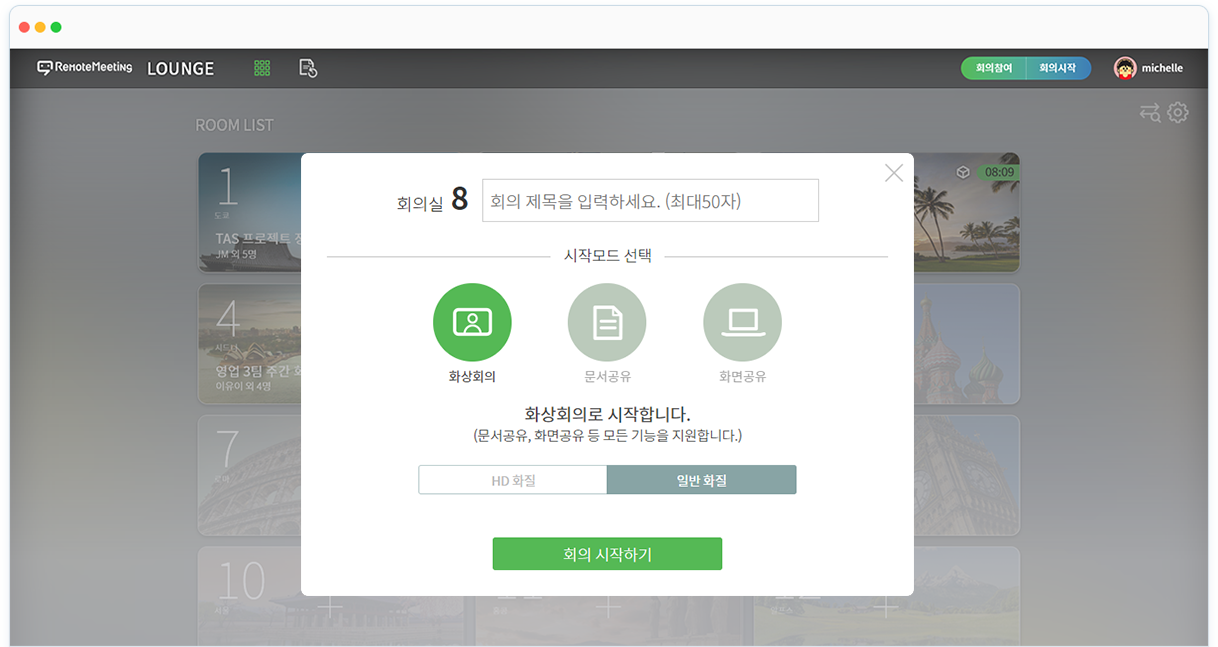 RemoteMeeting LOUNGE
회의참여 회의시작 michelle
ROOM LIST
1
도쿄
TAS 프로젝트
JM 외 5명
08:09
4
시드니
영업 3팀 주간
이유이 외 4명
7
로마
10
서울
회의실 8 회의 제목을 입력하세요. (최대50자)
시작모드 선택
화상회의 문서공유 화면공유
화상회의로 시작합니다.
(문서공유, 화면공유 등 모든 기능을 지원합니다.)
HD 화질 일반 화질
회의 시작하기